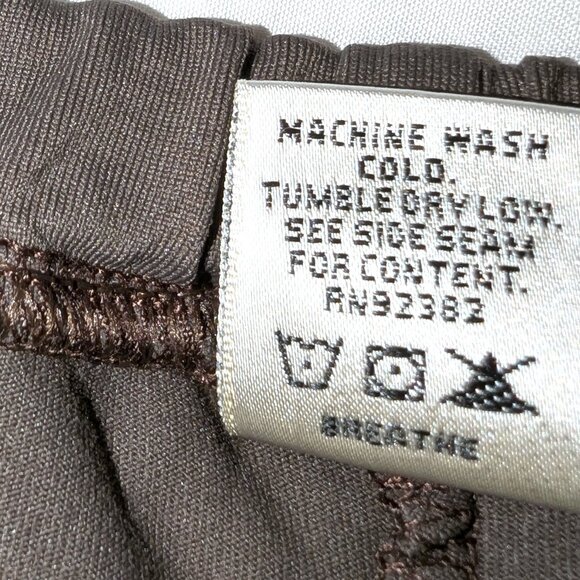 MACHINE WASH
COLD.
TUMBLE DRY LOW.
SEE SIDE SEAM
FOR CONTENT.
RN92382
BREATHE